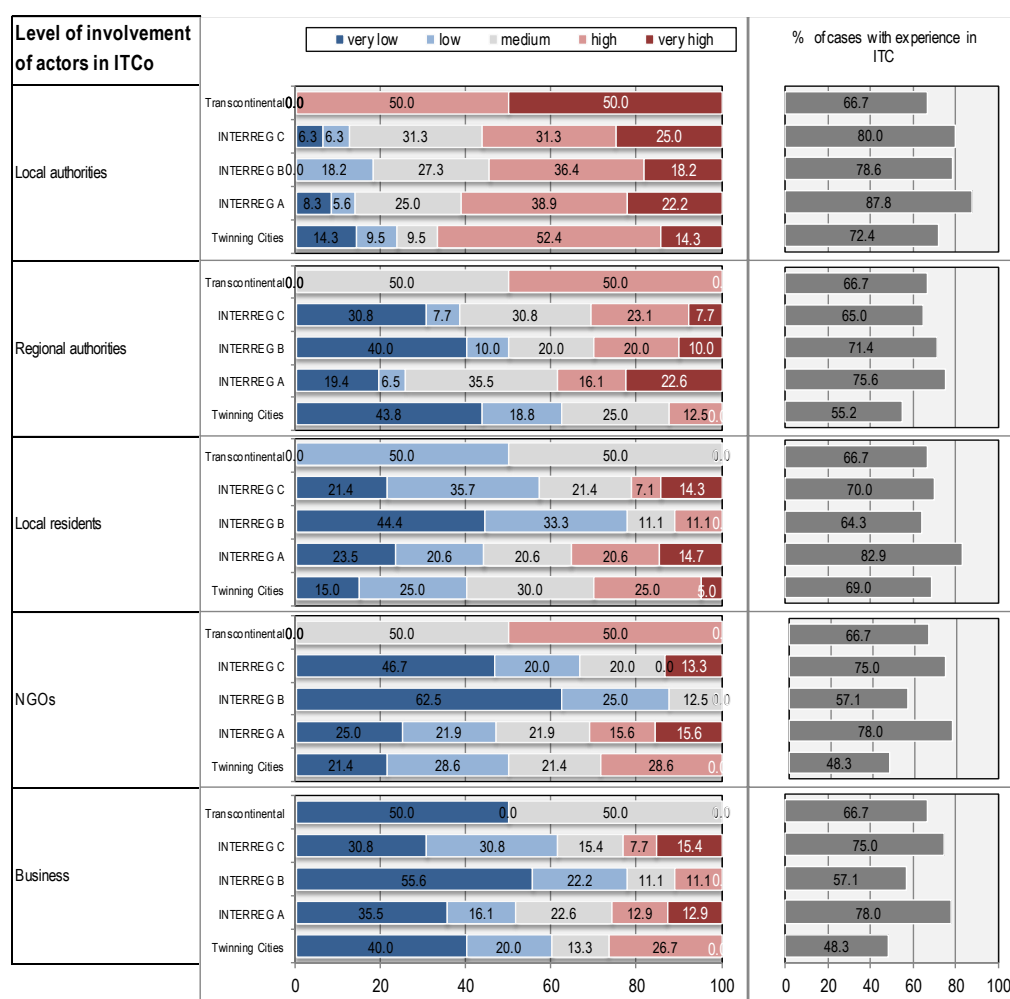 Level of involvement
of actors in ITCo
very low low medium high very high
% of cases with experience in
ITC
Local authorities
Transcontinental 0.0 50.0 50.0 66.7
INTERREG C 6.3 6.3 31.3 31.3 25.0 80.0
INTERREG B 0.0 18.2 27.3 36.4 18.2 78.6
INTERREG A 8.3 5.6 25.0 38.9 22.2 87.8
Twinning Cities 14.3 9.5 9.5 52.4 14.3 72.4
Regional authorities
Transcontinental 0.0 50.0 50.0 0. 66.7
INTERREG C 30.8 7.7 30.8 23.1 7.7 65.0
INTERREG B 40.0 10.0 20.0 20.0 10.0 71.4
INTERREG A 19.4 6.5 35.5 16.1 22.6 75.6
Twinning Cities 43.8 18.8 25.0 12.5 0.0 55.2
Local residents
Transcontinental 0.0 50.0 50.0 0.0 66.7
INTERREG C 21.4 35.7 21.4 7.1 14.3 70.0
INTERREG B 44.4 33.3 11.1 11.1 0. 64.3
INTERREG A 23.5 20.6 20.6 20.6 14.7 82.9
Twinning Cities 15.0 25.0 30.0 25.0 5.0 69.0
NGOs
Transcontinental 0.0 50.0 50.0 0. 66.7
INTERREG C 46.7 20.0 20.0 0.0 13.3 75.0
INTERREG B 62.5 25.0 12.5 0.0 57.1
INTERREG A 25.0 21.9 21.9 15.6 15.6 78.0
Twinning Cities 21.4 28.6 21.4 28.6 0.0 48.3
Business
Transcontinental 50.0 0.0 50.0 0.0 66.7
INTERREG C 30.8 30.8 15.4 7.7 15.4 75.0
INTERREG B 55.6 22.2 11.1 11.1 0. 57.1
INTERREG A 35.5 16.1 22.6 12.9 12.9 78.0
Twinning Cities 40.0 20.0 13.3 26.7 0.0 48.3
0 20 40 60 80 100
0 20 40 60 80 100